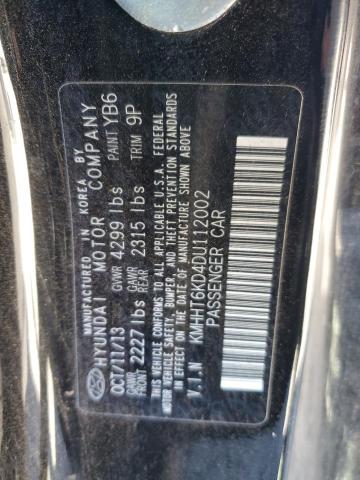 MANUFACTURED IN KOREA BY
HYUNDAI MOTOR COMPANY
OCT/11/13 GVWR 4299 lbs PAINT YB6
GAWR FRONT 2227 lbs GAWR REAR 2315 lbs TRIM 9P
THIS VEHICLE CONFORMS TO ALL APPLICABLE U.S.A. FEDERAL
MOTOR VEHICLE SAFETY, BUMPER, AND THEFT PREVENTION STANDARDS
IN EFFECT ON THE DATE OF MANUFACTURE SHOWN ABOVE
V.I.N KMHHT6KD4DU112002
PASSENGER CAR